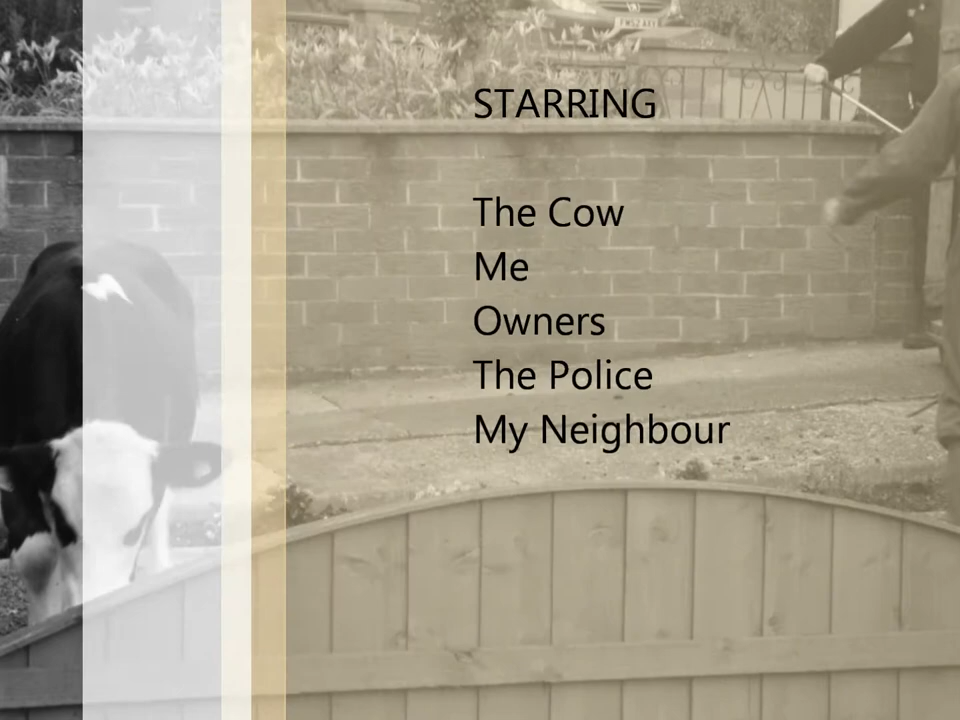 STARRING
The Cow
Me
Owners
The Police
My Neighbour